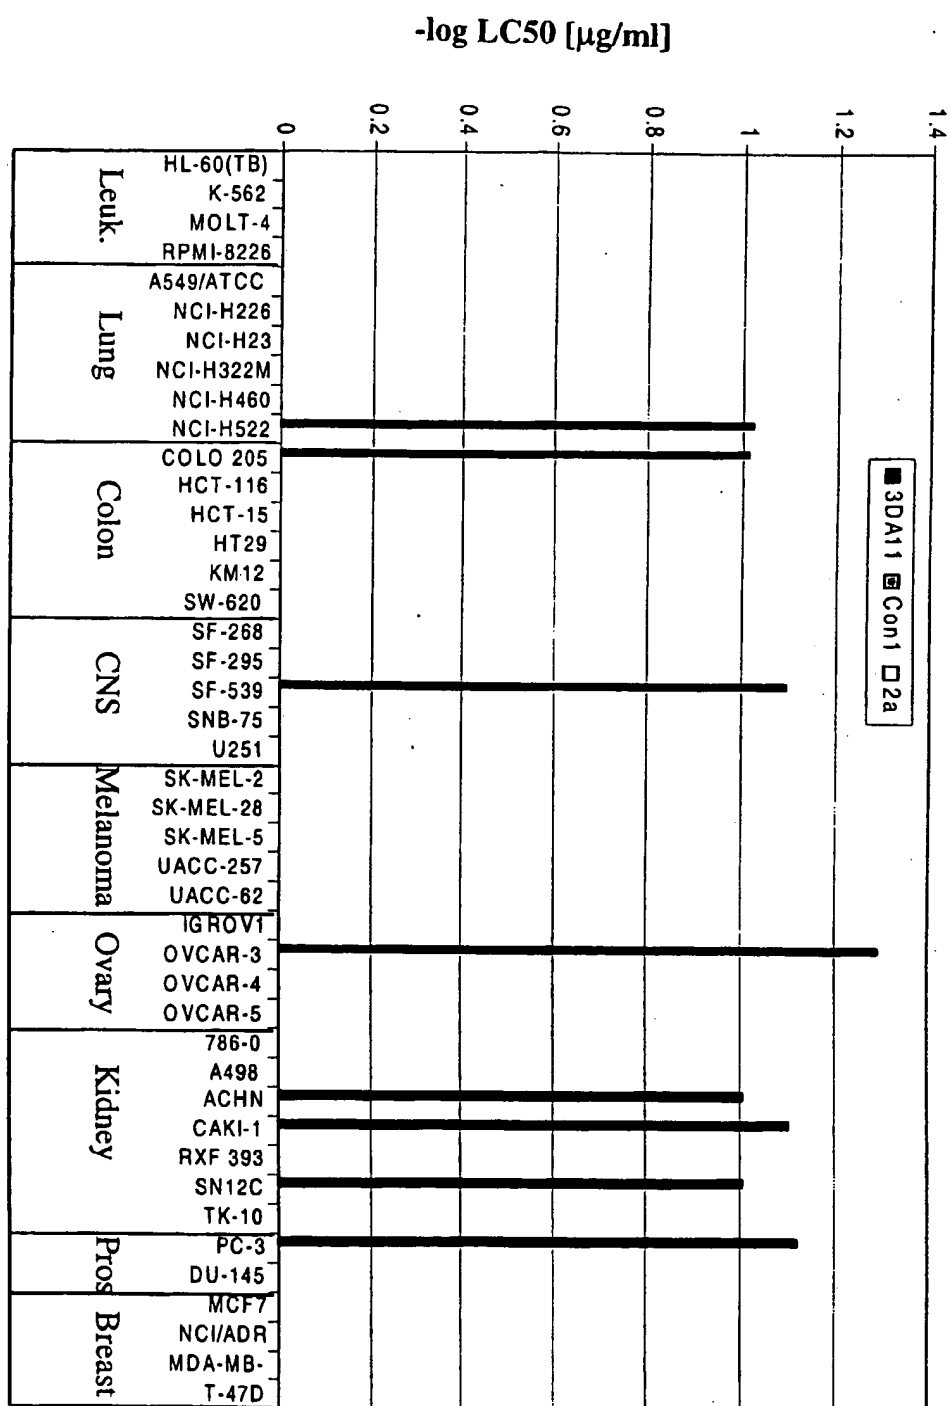 -log LC50 [µg/ml]
0
0.2
0.4
0.6
0.8
1
1.2
1.4
3DA11 Con1 2a
HL-60(TB)
K-562
MOLT-4
RPMI-8226
Leuk.
A549/ATCC
NCI-H226
NCI-H23
NCI-H322M
NCI-H460
NCI-H522
Lung
COLO 205
HCT-116
HCT-15
HT29
KM12
SW-620
Colon
SF-268
SF-295
SF-539
SNB-75
U251
CNS
SK-MEL-2
SK-MEL-28
SK-MEL-5
UACC-257
UACC-62
Melanoma
IGROV1
OVCAR-3
OVCAR-4
OVCAR-5
Ovary
786-0
A498
ACHN
CAKI-1
RXF 393
SN12C
TK-10
Kidney
PC-3
DU-145
Pros
MCF7
NCI/ADR
MDA-MB-
T-47D
Breast